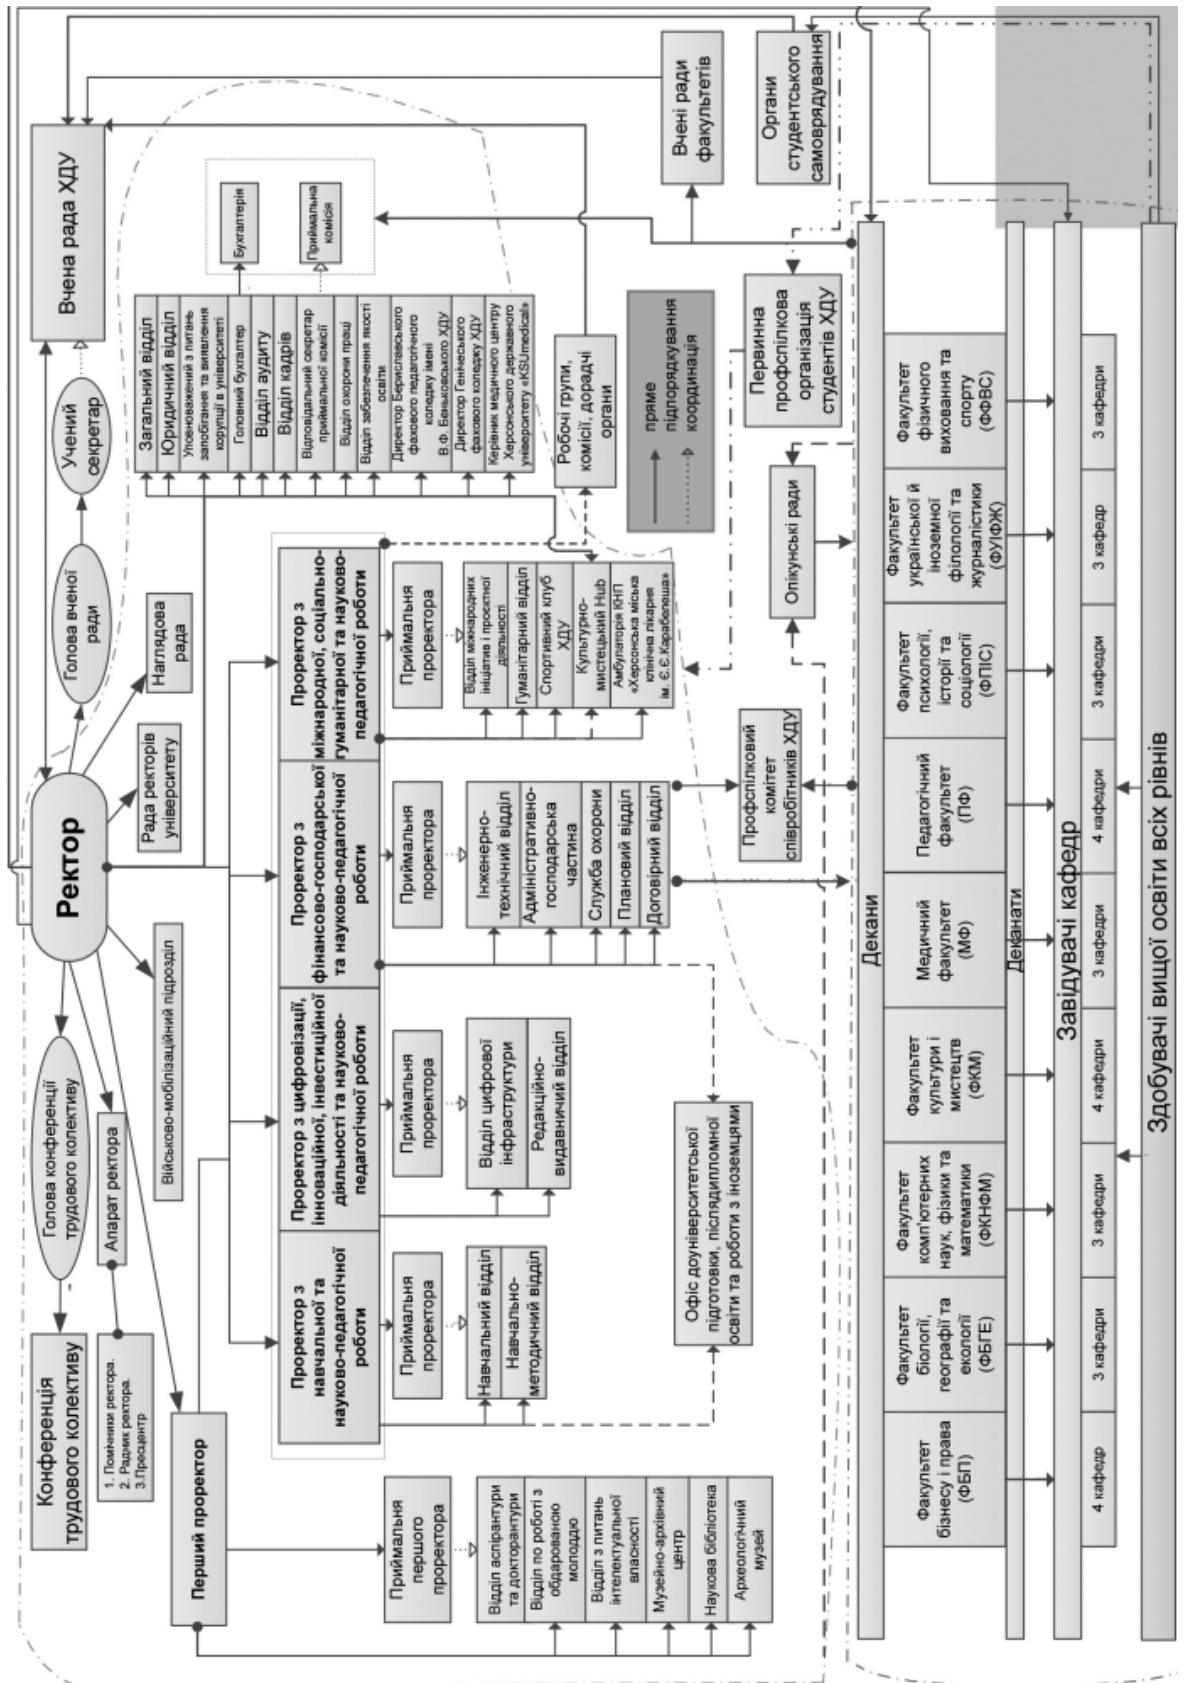 Ректор
Вчена рада ХДУ
Учений
секретар
Голова вченої
ради
Наглядова
рада
Рада ректорів
університету
Військово-мобілізаційний підрозділ
Голова конференції
трудового колективу
Апарат ректора
Конференція
трудового колективу
1. Помічники ректора.
2. Радник ректора.
3.Пресцентр
Перший проректор
Приймальня
першого
проректора
Відділ аспірантури
та докторантури
Відділ по роботі з
обдарованою
молоддю
Відділ з питань
інтелектуальної
власності
Музейно-архівний
центр
Наукова бібліотека
Археологічний
музей
Проректор з
навчальної та
науково-педагогічної
роботи
Приймальня
проректора
Навчальний відділ
Навчально-
методичний відділ
Проректор з цифровізації,
інноваційної, інвестиційної
діяльності та науково-
педагогічної роботи
Приймальня
проректора
Відділ цифрової
інфраструктури
Редакційно-
видавничий відділ
Проректор з
фінансово-господарської
та науково-педагогічної
роботи
Приймальня
проректора
Інженерно-
технічний відділ
Адміністративно-
господарська
частина
Служба охорони
Плановий відділ
Договірний відділ
Проректор з
міжнародної, соціально-
гуманітарної та науково-
педагогічної роботи
Приймальня
проректора
Відділ міжнародних
ініціатив і проєктної
діяльності
Гуманітарний відділ
Спортивний клуб
ХДУ
Культурно-
мистецький Hub
Амбулаторія КНП
«Херсонська міська
клінічна лікарня
ім. Є.Є.Карабелеша»
Загальний відділ
Юридичний відділ
Уповноважений з питань
запобігання та виявлення
корупції в університеті
Головний бухгалтер
Відділ аудиту
Відділ кадрів
Відповідальний секретар
приймальної комісії
Відділ охорони праці
Відділ забезпечення якості
освіти
Директор Бериславського
фахового педагогічного
коледжу імені
В.Ф. Беньковського ХДУ
Директор Генічеського
фахового коледжу ХДУ
Керівник медичного центру
Херсонського державного
університету «KSUmedical»
Бухгалтерія
Приймальна
комісія
Робочі групи,
комісії, дорадчі
органи
Вчені ради
факультетів
Органи
студентського
самоврядування
пряме
підпорядкування
координація
Первинна
профспілкова
організація
студентів ХДУ
Опікунські ради
Профспілковий
комітет
співробітників ХДУ
Офіс доуніверситетської
підготовки, післядипломної
освіти та роботи з іноземцями
Декани
Факультет
бізнесу і права
(ФБП)
Факультет
біології,
географії та
екології
(ФБГЕ)
Факультет
комп'ютерних
наук, фізики та
математики
(ФКНФМ)
Факультет
культури і
мистецтв
(ФКМ)
Медичний
факультет
(МФ)
Педагогічний
факультет
(ПФ)
Факультет
психології,
історії та
соціології
(ФПІС)
Факультет
української й
іноземної
філології та
журналістики
(ФУІФЖ)
Факультет
фізичного
виховання та
спорту
(ФФВС)
Деканати
Завідувачі кафедр
4 кафедр
3 кафедри
3 кафедри
4 кафедри
3 кафедри
4 кафедри
3 кафедри
3 кафедр
3 кафедри
Здобувачі вищої освіти всіх рівнів